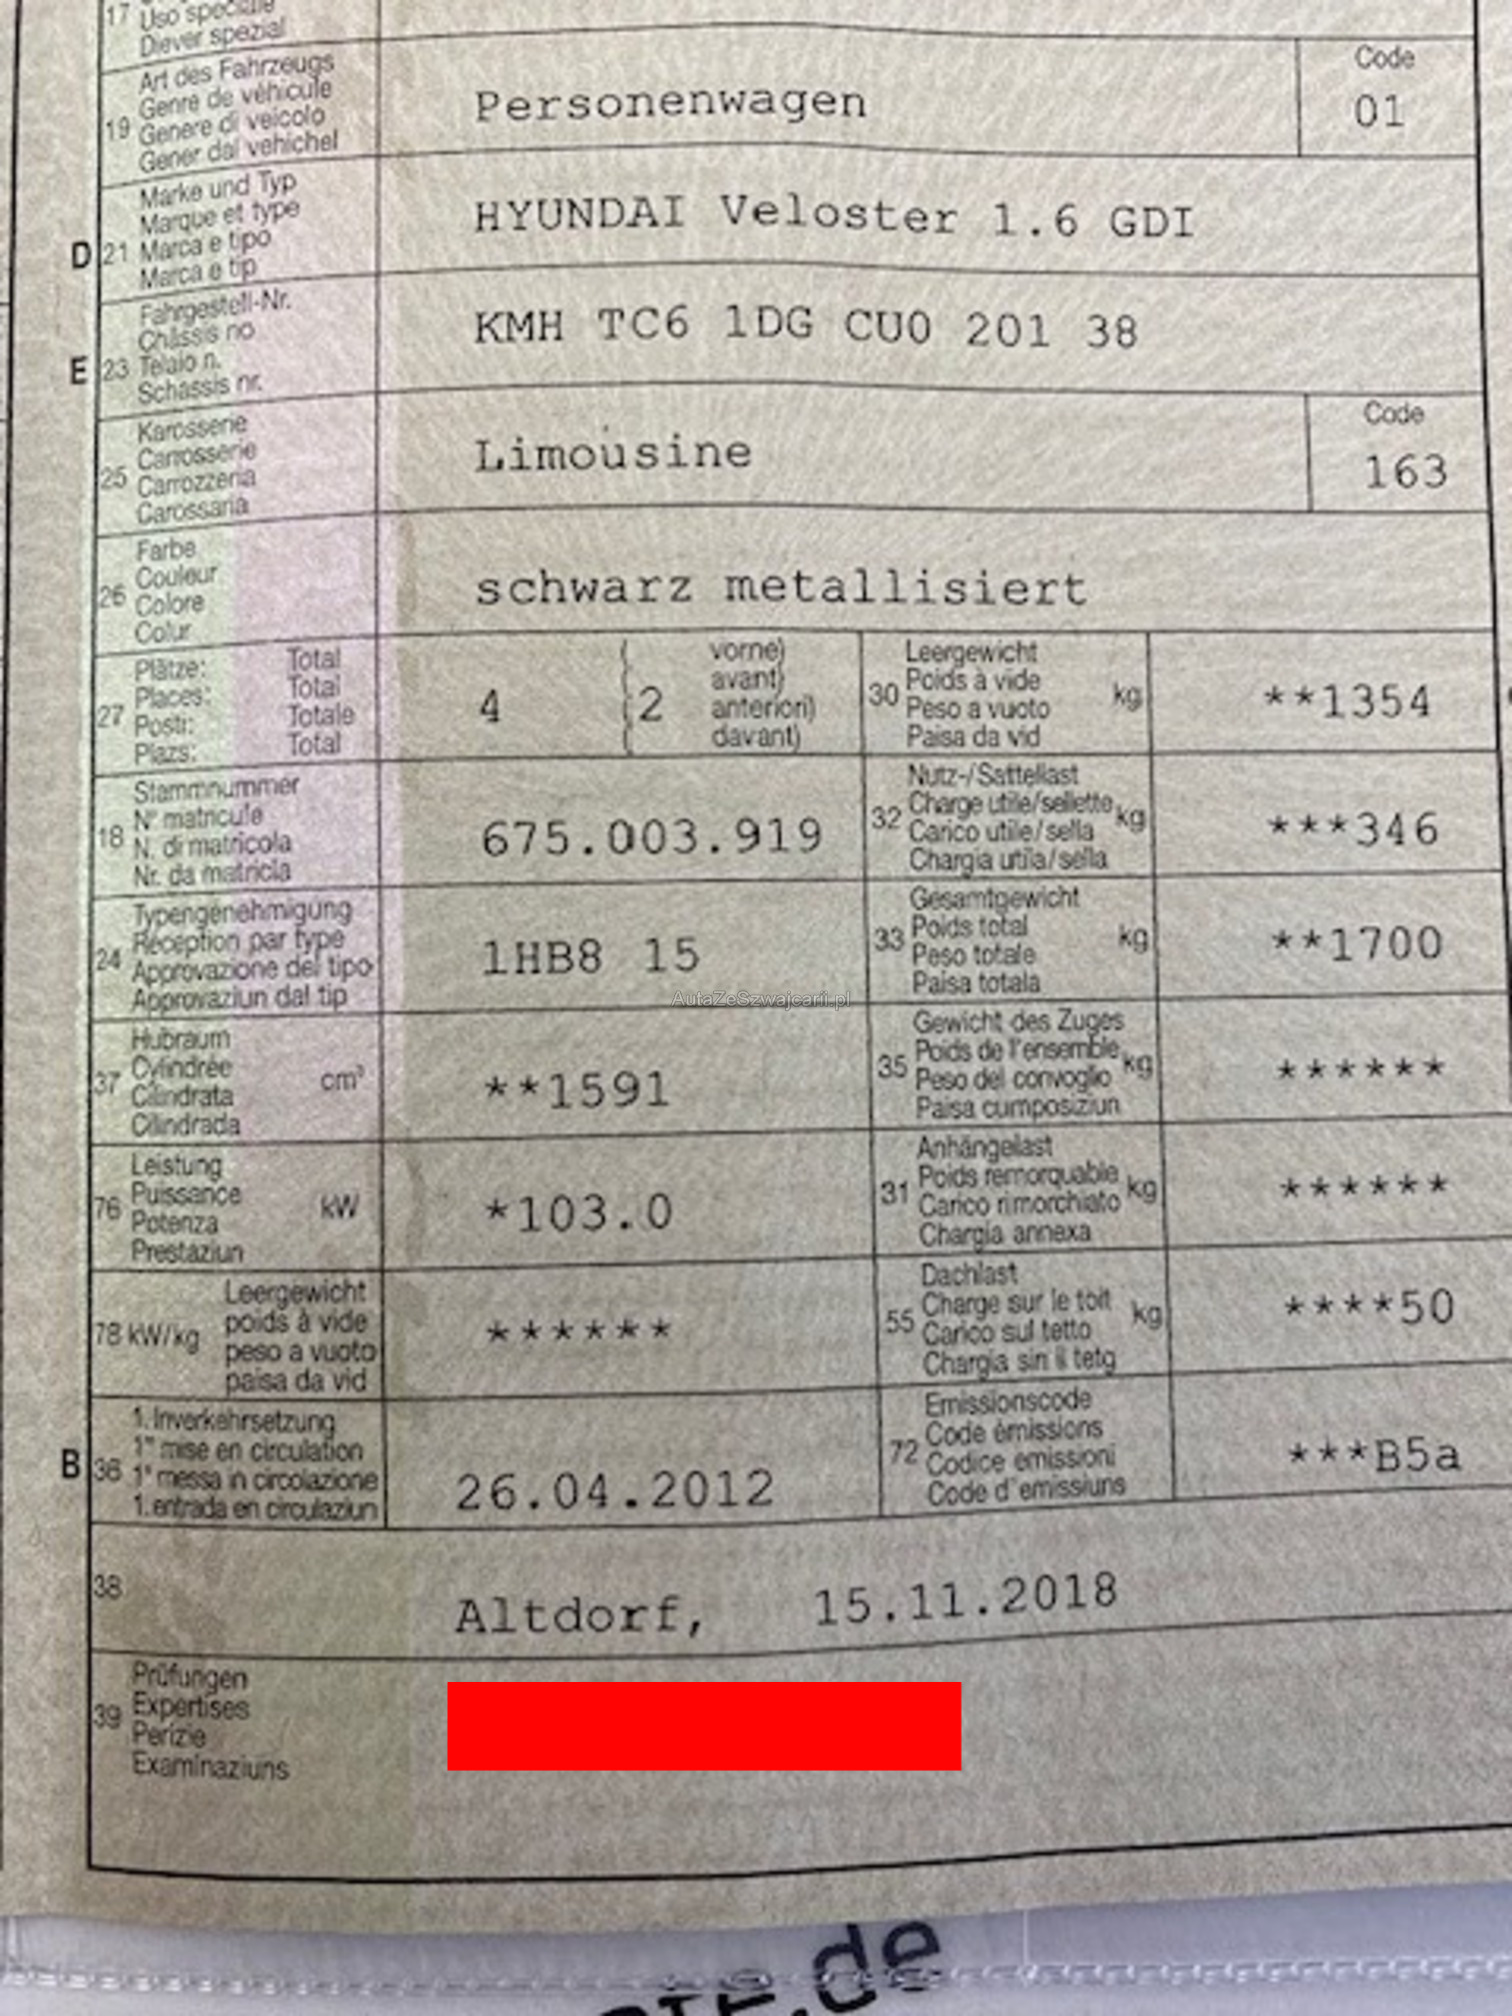 17 Uso speciale
Diever spezial
19 Art des Fahrzeugs
Genre de véhicule
Genere di veicolo
Gener dal vehichel
Personenwagen
Code
01
D 21 Marke und Typ
Marque et type
Marca e tipo
Marca e tip
HYUNDAI Veloster 1.6 GDI
E 23 Fahrgestell-Nr.
Châssis no
Telaio n.
Schassis nr.
KMH TC6 1DG CU0 201 38
25 Karosserie
Carrosserie
Carrozzeria
Carossaria
Limousine
Code
163
26 Farbe
Couleur
Colore
Colur
schwarz metallisiert
27 Plätze: Total
Places: Total
Posti: Totale
Plazs: Total
4 ( 2 vorne)
avant)
anteriori)
davant)
30 Leergewicht
Poids à vide
Peso a vuoto
Paisa da vid
kg
**1354
18 Stammnummer
N° matricule
N. di matricola
Nr. da matricla
675.003.919
32 Nutz-/Sattellast
Charge utile/sellette
Carico utile/sella
Chargia utila/sella
kg
***346
24 Typengenehmigung
Réception par type
Approvazione del tipo
Approvaziun dal tip
1HB8 15
33 Gesamtgewicht
Poids total
Peso totale
Paisa totala
kg
**1700
AutaZeSzwajcarii.pl
37 Hubraum
Cylindrée
Cilindrata
Cilindrada
cm³
**1591
35 Gewicht des Zuges
Poids de l'ensemble
Peso del convoglio
Paisa cumposiziun
kg
******
76 Leistung
Puissance
Potenza
Prestaziun
kW
*103.0
31 Anhängelast
Poids remorquable
Carico rimorchiato
Chargia annexa
kg
******
78 kW/kg Leergewicht
poids à vide
peso a vuoto
paisa da vid
******
55 Dachlast
Charge sur le toit
Carico sul tetto
Chargia sin il tetg
kg
****50
B 36 1. Inverkehrsetzung
1re mise en circulation
1a messa in circolazione
1. entrada en circulaziun
26.04.2012
72 Emissionscode
Code émissions
Codice emissioni
Code d'emissiuns
***B5a
38
Altdorf, 15.11.2018
39 Prüfungen
Expertises
Perizie
Examinaziuns
.de